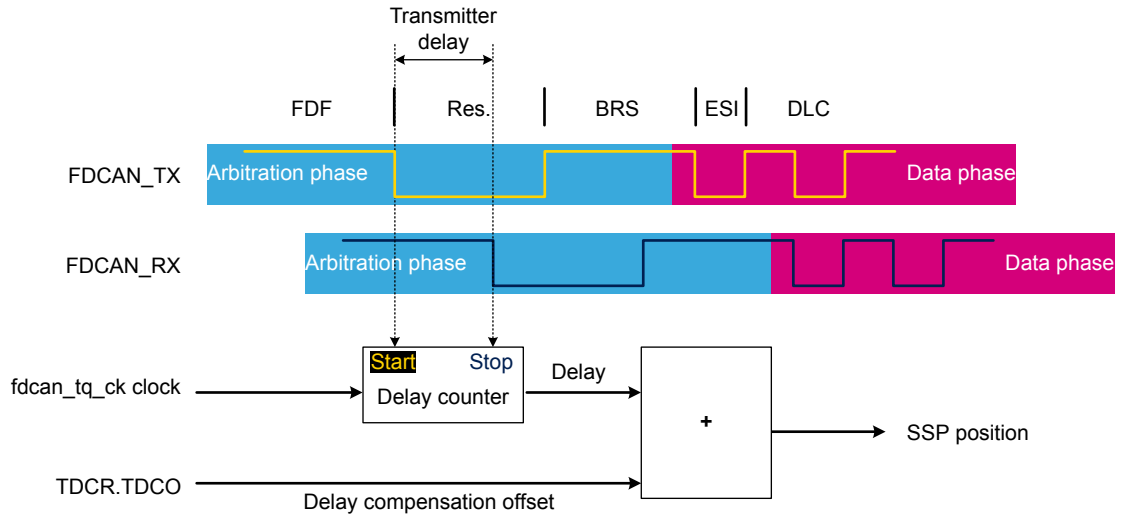 Transmitter
delay
FDF
Res.
BRS
ESI
DLC
FDCAN_TX
Arbitration phase
Data phase
FDCAN_RX
Arbitration phase
Data phase
Start
Stop
fdcan_tq_ck clock
Delay counter
Delay
+
SSP position
TDCR.TDCO
Delay compensation offset